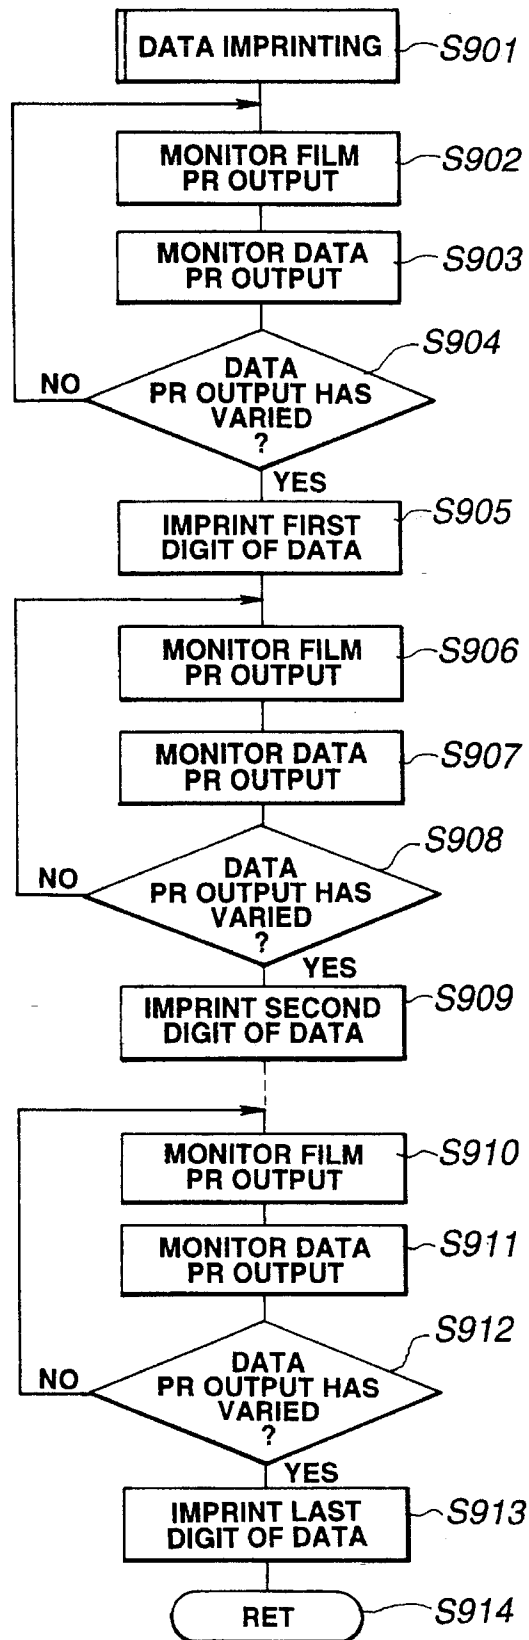 DATA IMPRINTING
S901
MONITOR FILM
PR OUTPUT
S902
MONITOR DATA
PR OUTPUT
S903
DATA
PR OUTPUT HAS
VARIED
?
S904
NO
YES
IMPRINT FIRST
DIGIT OF DATA
S905
MONITOR FILM
PR OUTPUT
S906
MONITOR DATA
PR OUTPUT
S907
DATA
PR OUTPUT HAS
VARIED
?
S908
NO
YES
IMPRINT SECOND
DIGIT OF DATA
S909
MONITOR FILM
PR OUTPUT
S910
MONITOR DATA
PR OUTPUT
S911
DATA
PR OUTPUT HAS
VARIED
?
S912
NO
YES
IMPRINT LAST
DIGIT OF DATA
S913
RET
S914